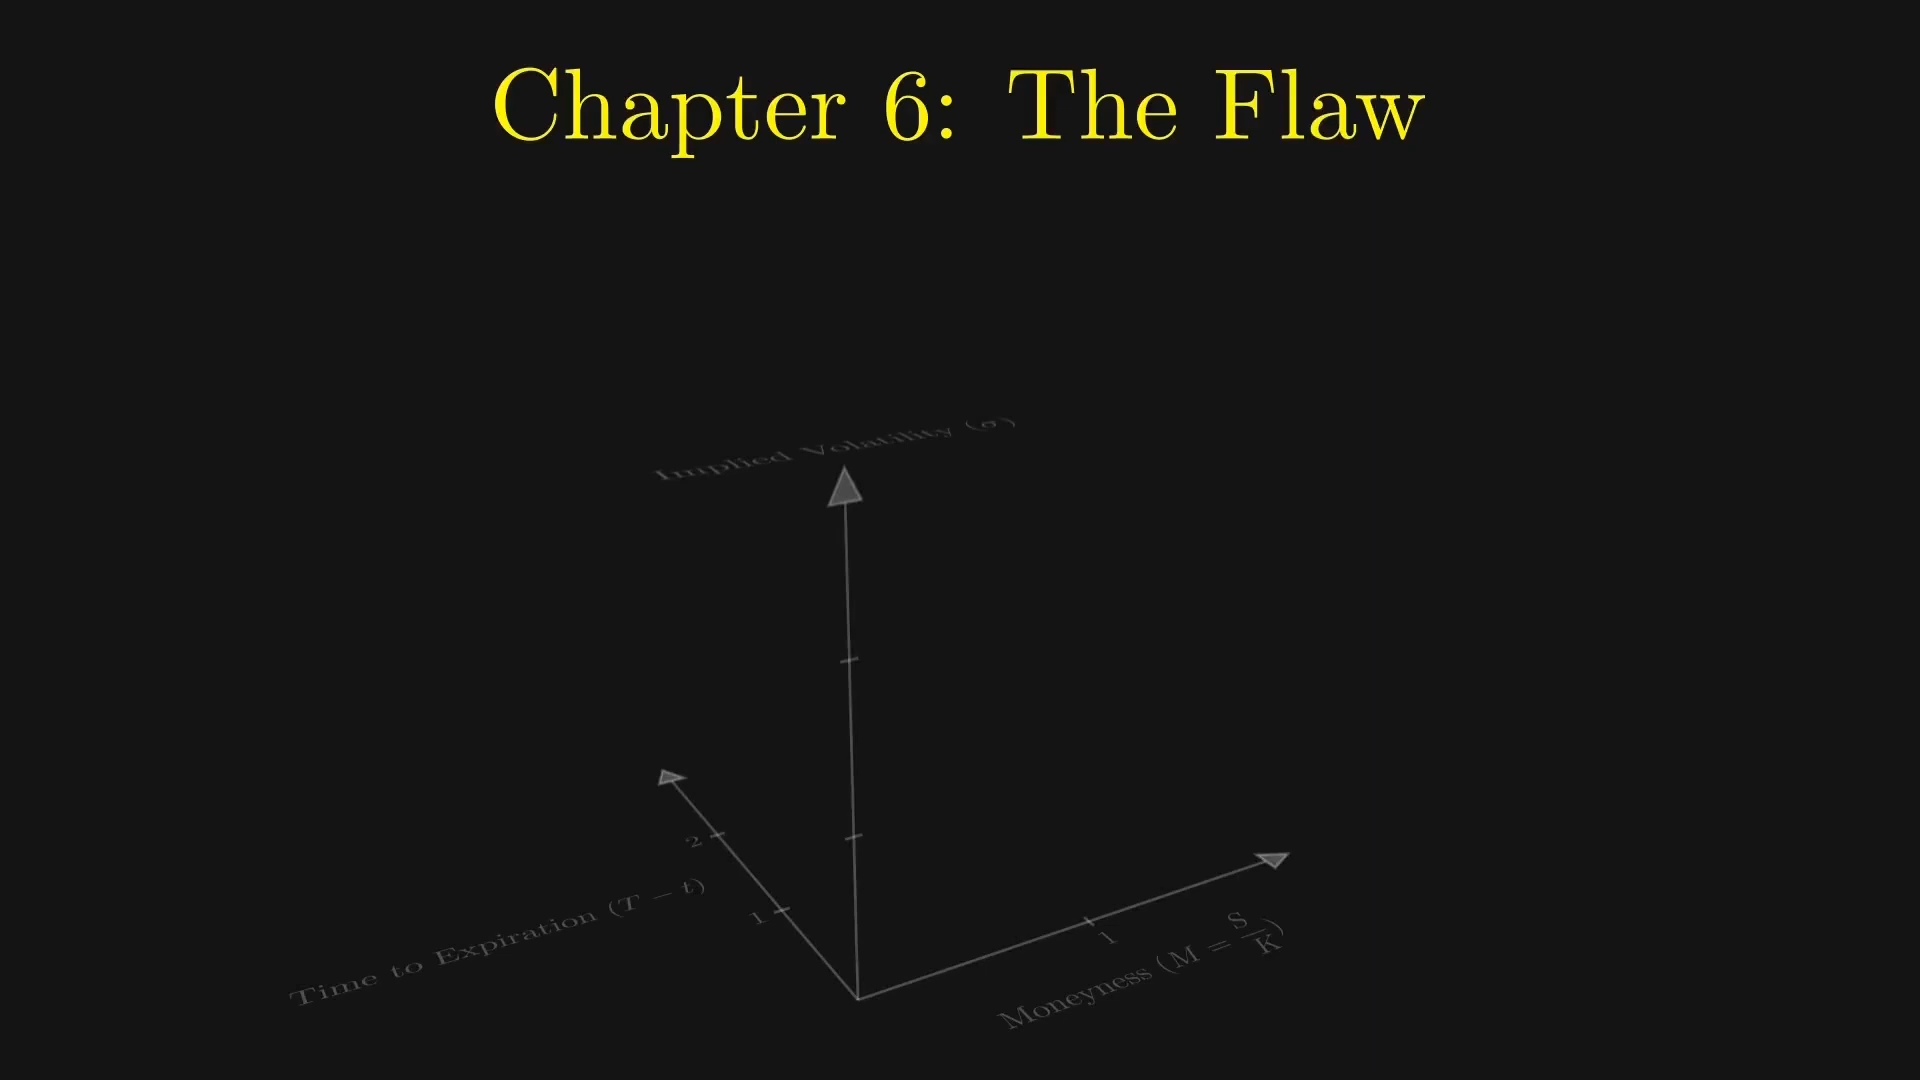 Chapter 6: The Flaw
Implied Volatility (σ)
2
1
Time to Expiration (T − t)
1
Moneyness (M = S/K)